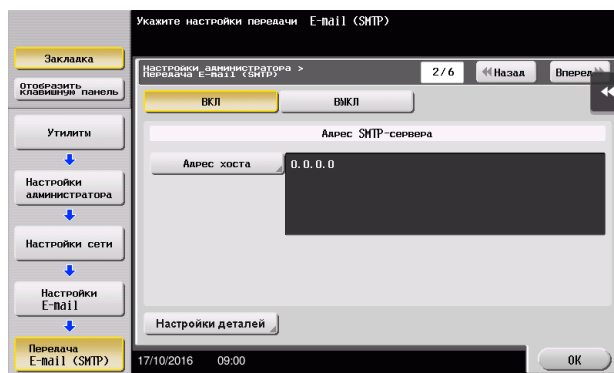 Укажите настройки передачи E-mail (SMTP)
Закладка
Отобразить
клавишную панель
Настройки администратора >
Передача E-mail (SMTP)
2/6
Назад
Вперед
ВКЛ
ВЫКЛ
Адрес SMTP-сервера
Адрес хоста
0.0.0.0
Утилиты
Настройки
администратора
Настройки сети
Настройки
E-mail
Передача
E-mail (SMTP)
Настройки деталей
17/10/2016 09:00
OK